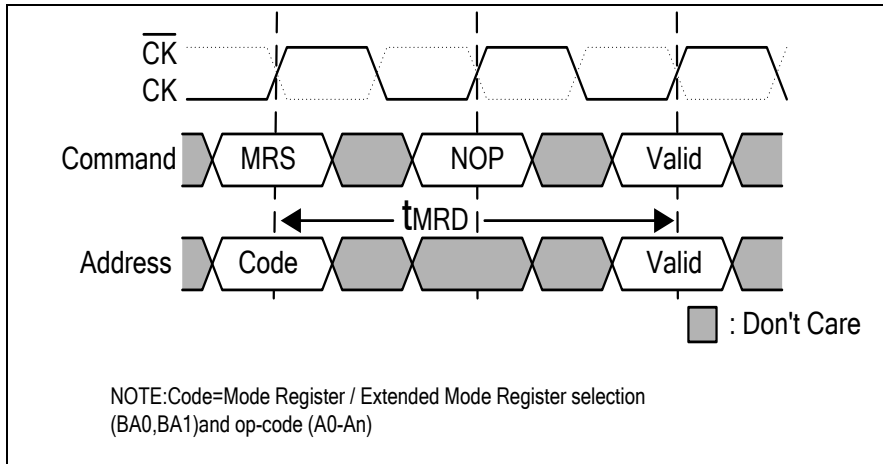 CK
CK
Command MRS NOP Valid
tMRD
Address Code Valid
: Don't Care
NOTE:Code=Mode Register / Extended Mode Register selection
(BA0,BA1)and op-code (A0-An)